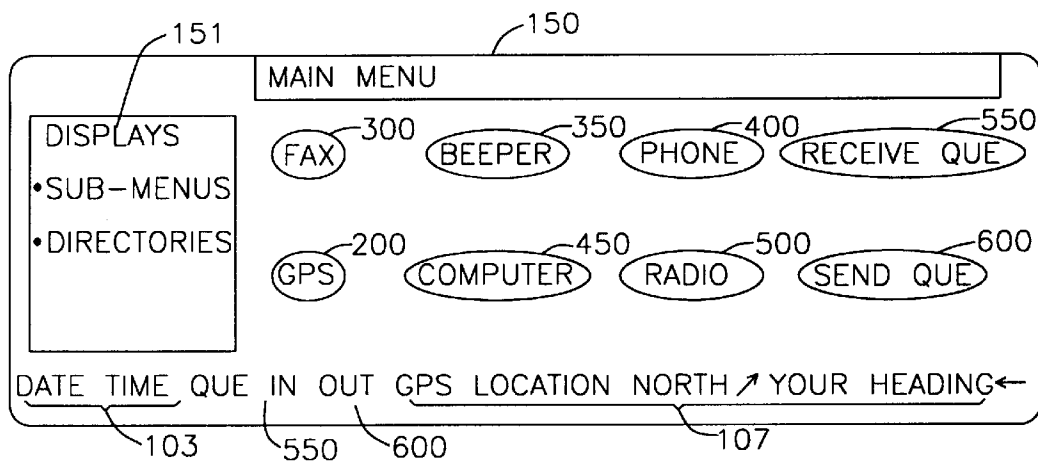 151 150
MAIN MENU
DISPLAYS
•SUB-MENUS
•DIRECTORIES
300 350 400 550
FAX BEEPER PHONE RECEIVE QUE
200 450 500 600
GPS COMPUTER RADIO SEND QUE
DATE TIME QUE IN OUT GPS LOCATION NORTH↗YOUR HEADING←
103 550 600 107